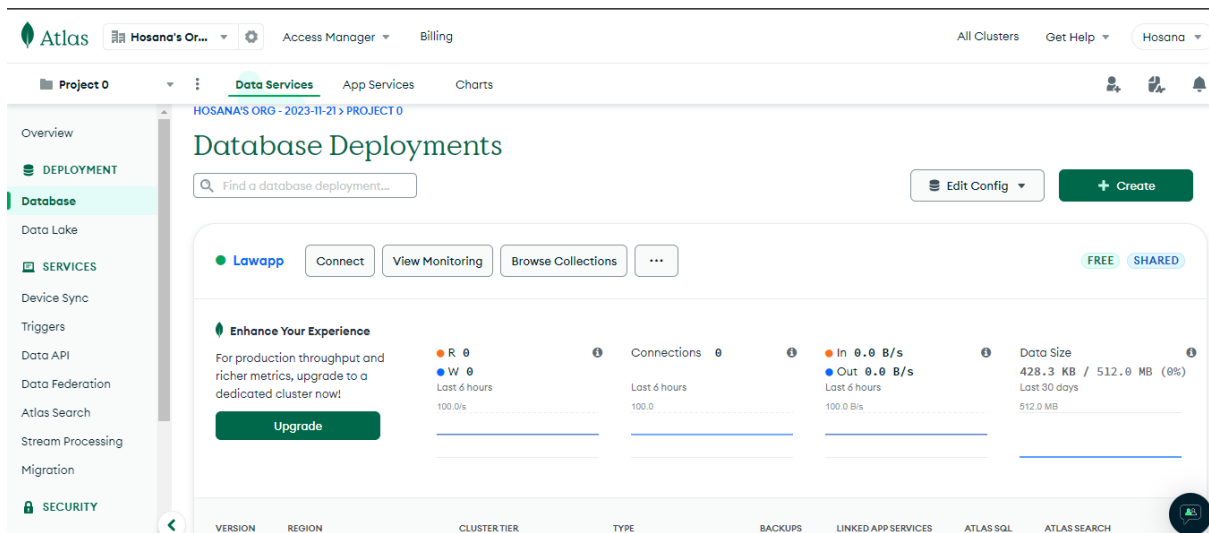 Atlas Hosana's Or... Access Manager Billing All Clusters Get Help Hosana
Project 0 Data Services App Services Charts
HOSANA'S ORG - 2023-11-21 > PROJECT 0
Overview
DEPLOYMENT
Database
Data Lake
SERVICES
Device Sync
Triggers
Data API
Data Federation
Atlas Search
Stream Processing
Migration
SECURITY
Database Deployments
Find a database deployment...
Edit Config
+ Create
Lawapp Connect View Monitoring Browse Collections ... FREE SHARED
Enhance Your Experience
For production throughput and
richer metrics, upgrade to a
dedicated cluster now!
Upgrade
R 0
W 0
Last 6 hours
100.0/s
Connections 0
Last 6 hours
100.0
In 0.0 B/s
Out 0.0 B/s
Last 6 hours
100.0 B/s
Data Size
428.3 KB / 512.0 MB (0%)
Last 30 days
512.0 MB
VERSION REGION CLUSTER TIER TYPE BACKUPS LINKED APP SERVICES ATLAS SQL ATLAS SEARCH